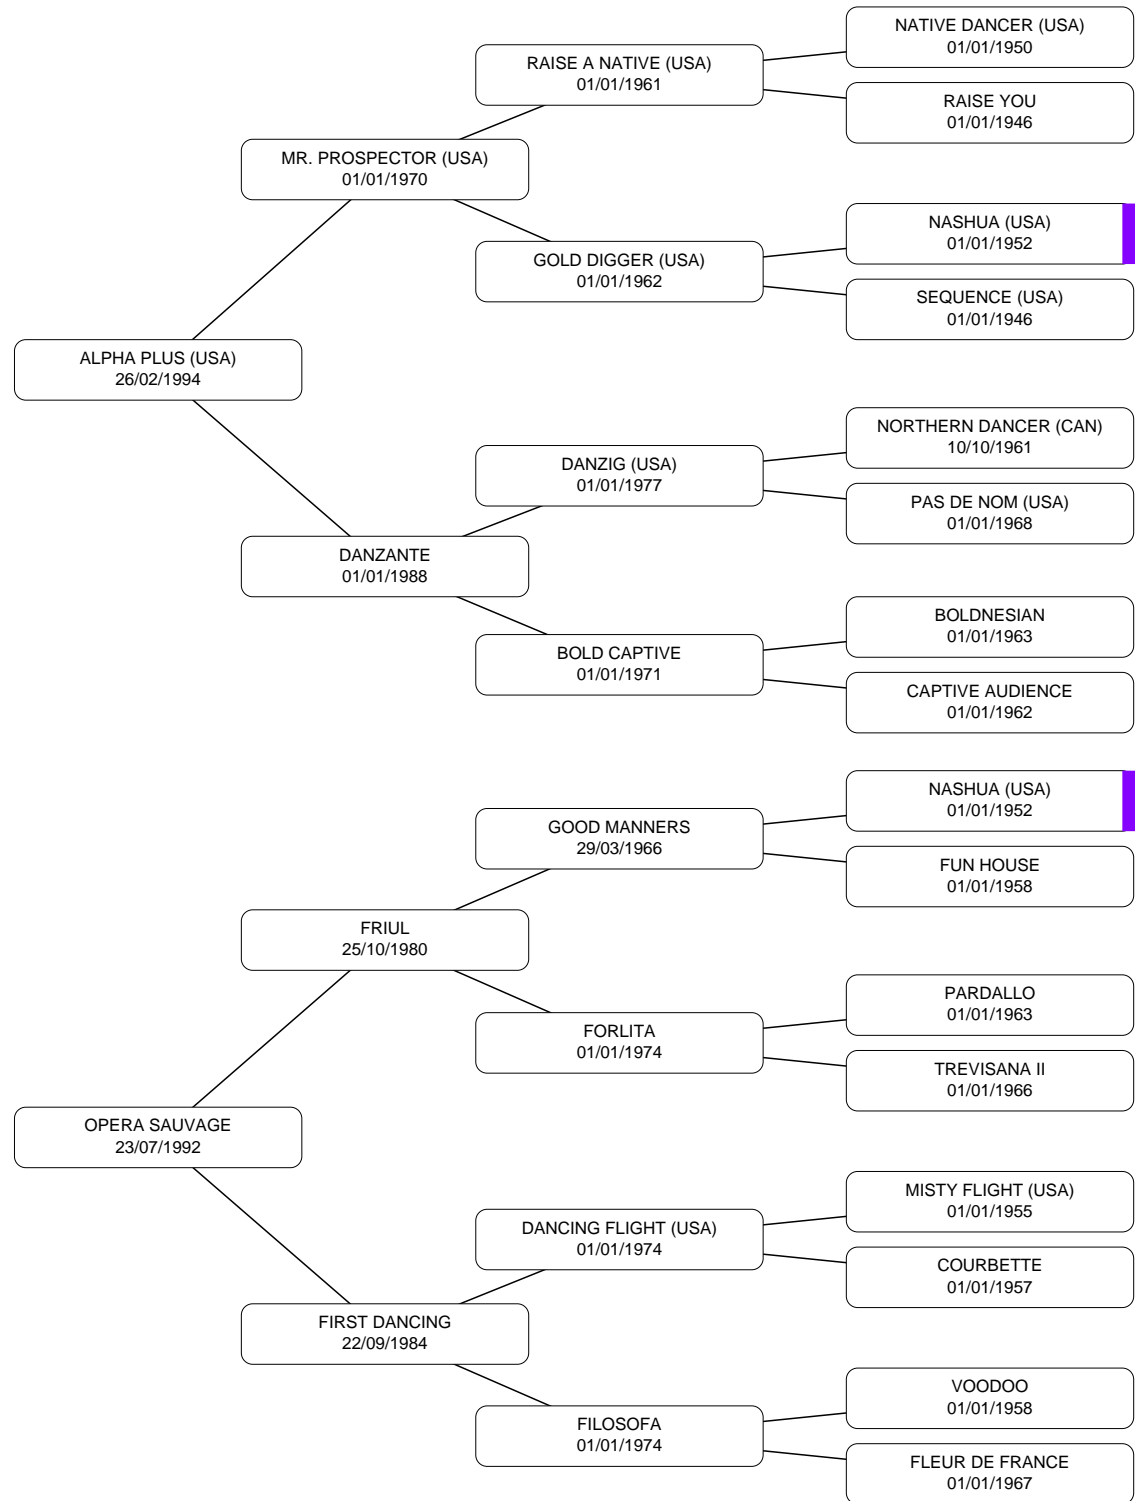 NATIVE DANCER (USA)
01/01/1950
RAISE A NATIVE (USA)
01/01/1961
RAISE YOU
01/01/1946
MR. PROSPECTOR (USA)
01/01/1970
NASHUA (USA)
01/01/1952
GOLD DIGGER (USA)
01/01/1962
SEQUENCE (USA)
01/01/1946
ALPHA PLUS (USA)
26/02/1994
NORTHERN DANCER (CAN)
10/10/1961
DANZIG (USA)
01/01/1977
PAS DE NOM (USA)
01/01/1968
DANZANTE
01/01/1988
BOLDNESIAN
01/01/1963
BOLD CAPTIVE
01/01/1971
CAPTIVE AUDIENCE
01/01/1962
NASHUA (USA)
01/01/1952
GOOD MANNERS
29/03/1966
FUN HOUSE
01/01/1958
FRIUL
25/10/1980
PARDALLO
01/01/1963
FORLITA
01/01/1974
TREVISANA II
01/01/1966
OPERA SAUVAGE
23/07/1992
MISTY FLIGHT (USA)
01/01/1955
DANCING FLIGHT (USA)
01/01/1974
COURBETTE
01/01/1957
FIRST DANCING
22/09/1984
VOODOO
01/01/1958
FILOSOFA
01/01/1974
FLEUR DE FRANCE
01/01/1967